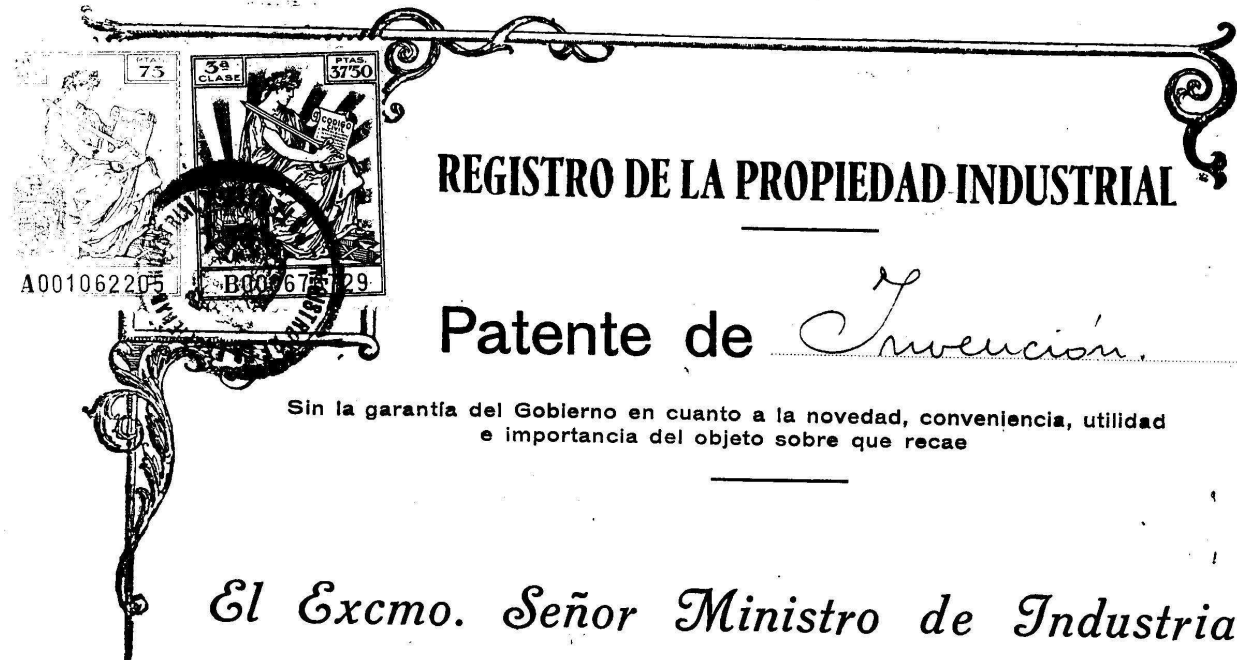 PTAS.
75
3ª
CLASE
PTAS.
37'50
CODIGO
CIVIL
A001062205
REGISTRO DE LA PROPIEDAD INDUSTRIAL
Patente de Invención.
Sin la garantía del Gobierno en cuanto a la novedad, conveniencia, utilidad
e importancia del objeto sobre que recae
El Excmo. Señor Ministro de Industria